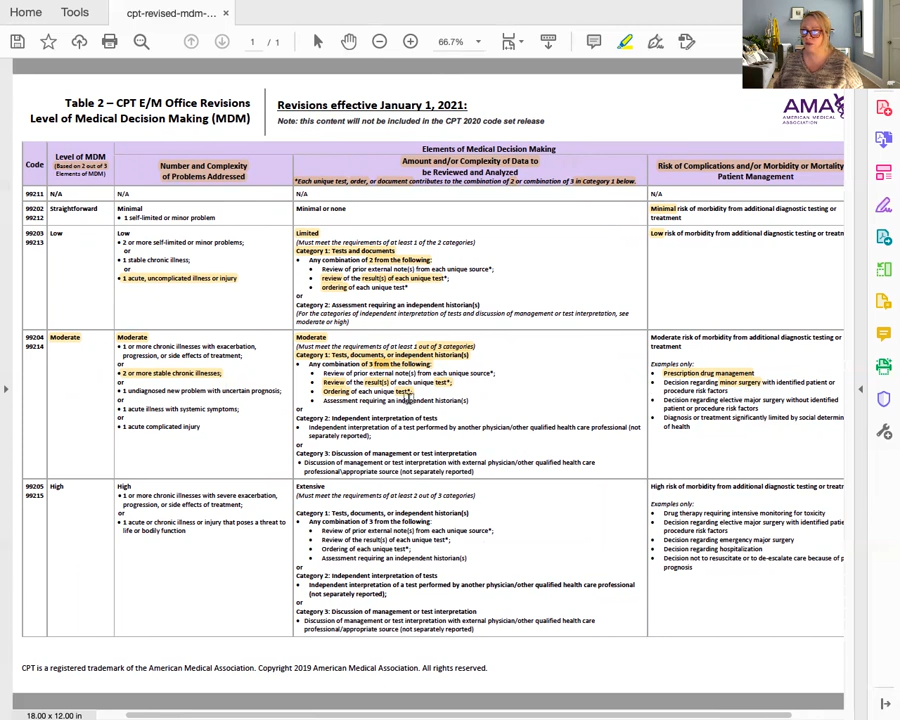 Home
Tools
cpt-revised-mdm-...
×
1 / 1
66.7%
Table 2 – CPT E/M Office Revisions
Level of Medical Decision Making (MDM)
Revisions effective January 1, 2021:
Note: this content will not be included in the CPT 2020 code set release
AMA
AMERICAN MEDICAL
ASSOCIATION
Elements of Medical Decision Making
Code
Level of MDM
(Based on 2 out of 3
Elements of MDM)
Number and Complexity
of Problems Addressed
Amount and/or Complexity of Data to
be Reviewed and Analyzed
*Each unique test, order, or document contributes to the combination of 2 or combination of 3 in Category 1 below.
Risk of Complications and/or Morbidity or Mortality
Patient Management
99211
N/A
N/A
N/A
N/A
99202
99212
Straightforward
Minimal
• 1 self-limited or minor problem
Minimal or none
Minimal risk of morbidity from additional diagnostic testing or
treatment
99203
99213
Low
Low
• 2 or more self-limited or minor problems;
or
• 1 stable chronic illness;
or
• 1 acute, uncomplicated illness or injury
Limited
(Must meet the requirements of at least 1 of the 2 categories)
Category 1: Tests and documents
• Any combination of 2 from the following:
• Review of prior external note(s) from each unique source*;
• review of the result(s) of each unique test*;
• ordering of each unique test*
or
Category 2: Assessment requiring an independent historian(s)
(For the categories of independent interpretation of tests and discussion of management or test interpretation, see
moderate or high)
Low risk of morbidity from additional diagnostic testing or treatm
99204
99214
Moderate
Moderate
• 1 or more chronic illnesses with exacerbation,
progression, or side effects of treatment;
or
• 2 or more stable chronic illnesses;
or
• 1 undiagnosed new problem with uncertain prognosis;
or
• 1 acute illness with systemic symptoms;
or
• 1 acute complicated injury
Moderate
(Must meet the requirements of at least 1 out of 3 categories)
Category 1: Tests, documents, or independent historian(s)
• Any combination of 3 from the following:
• Review of prior external note(s) from each unique source*;
• Review of the result(s) of each unique test*;
• Ordering of each unique test*;
• Assessment requiring an independent historian(s)
or
Category 2: Independent interpretation of tests
• Independent interpretation of a test performed by another physician/other qualified health care professional (not
separately reported);
or
Category 3: Discussion of management or test interpretation
• Discussion of management or test interpretation with external physician/other qualified health care
professional\appropriate source (not separately reported)
Moderate risk of morbidity from additional diagnostic testing or
treatment
Examples only:
• Prescription drug management
• Decision regarding minor surgery with identified patient or
procedure risk factors
• Decision regarding elective major surgery without identified
patient or procedure risk factors
• Diagnosis or treatment significantly limited by social determin
of health
99205
99215
High
High
• 1 or more chronic illnesses with severe exacerbation,
progression, or side effects of treatment;
or
• 1 acute or chronic illness or injury that poses a threat to
life or bodily function
Extensive
(Must meet the requirements of at least 2 out of 3 categories)
Category 1: Tests, documents, or independent historian(s)
• Any combination of 3 from the following:
• Review of prior external note(s) from each unique source*;
• Review of the result(s) of each unique test*;
• Ordering of each unique test*;
• Assessment requiring an independent historian(s)
or
Category 2: Independent interpretation of tests
• Independent interpretation of a test performed by another physician/other qualified health care professional
(not separately reported);
or
Category 3: Discussion of management or test interpretation
• Discussion of management or test interpretation with external physician/other qualified health care
professional/appropriate source (not separately reported)
High risk of morbidity from additional diagnostic testing or treatm
Examples only:
• Drug therapy requiring intensive monitoring for toxicity
• Decision regarding elective major surgery with identified patie
procedure risk factors
• Decision regarding emergency major surgery
• Decision regarding hospitalization
• Decision not to resuscitate or to de-escalate care because of p
prognosis
CPT is a registered trademark of the American Medical Association. Copyright 2019 American Medical Association. All rights reserved.
18.00 x 12.00 in